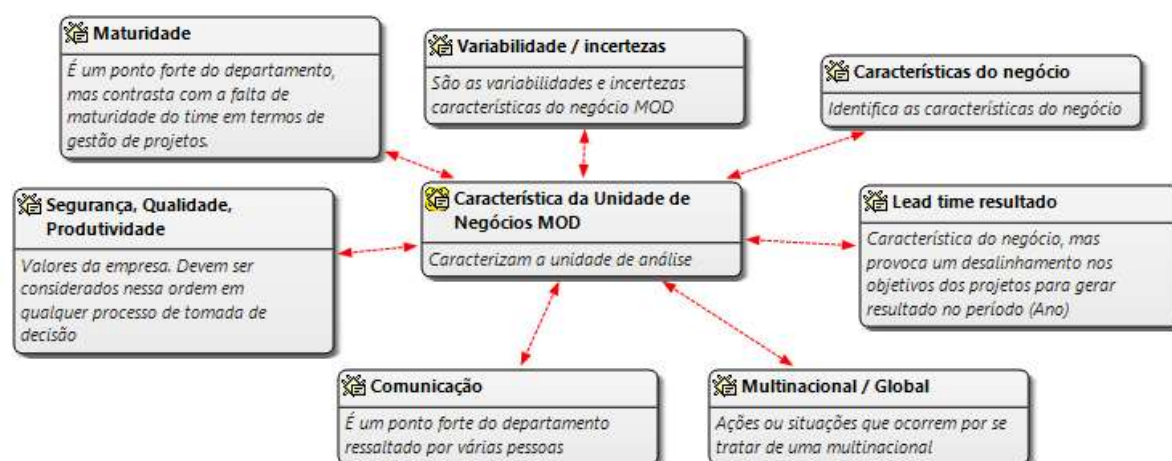 Maturidade
É um ponto forte do departamento,
mas contrasta com a falta de
maturidade do time em termos de
gestão de projetos.
Variabilidade / incertezas
São as variabilidades e incertezas
características do negócio MOD
Características do negócio
Identifica as características do negócio
Segurança, Qualidade,
Produtividade
Valores da empresa. Devem ser
considerados nessa ordem em
qualquer processo de tomada de
decisão
Característica da Unidade de
Negócios MOD
Caracterizam a unidade de análise
Lead time resultado
Característica do negócio, mas
provoca um desalinhamento nos
objetivos dos projetos para gerar
resultado no período (Ano)
Comunicação
É um ponto forte do departamento
ressaltado por várias pessoas
Multinacional / Global
Ações ou situações que ocorrem por se
tratar de uma multinacional